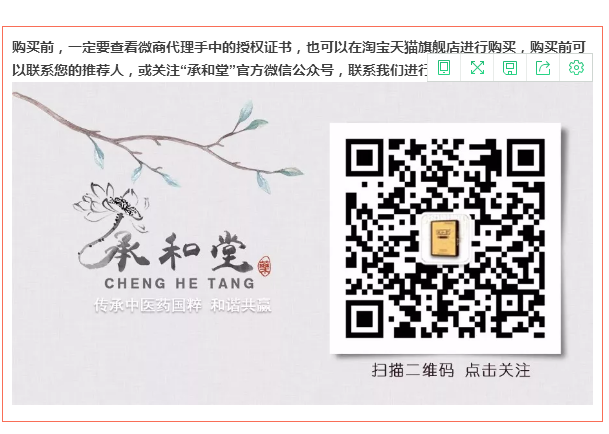 购买前，一定要查看微商代理手中的授权证书，也可以在淘宝天猫旗舰店进行购买，购买前可
以联系您的推荐人，或关注“承和堂”官方微信公众号，联系我们进行
承和堂
CHENG HE TANG
传承中医药国粹 和谐共赢
扫描二维码 点击关注